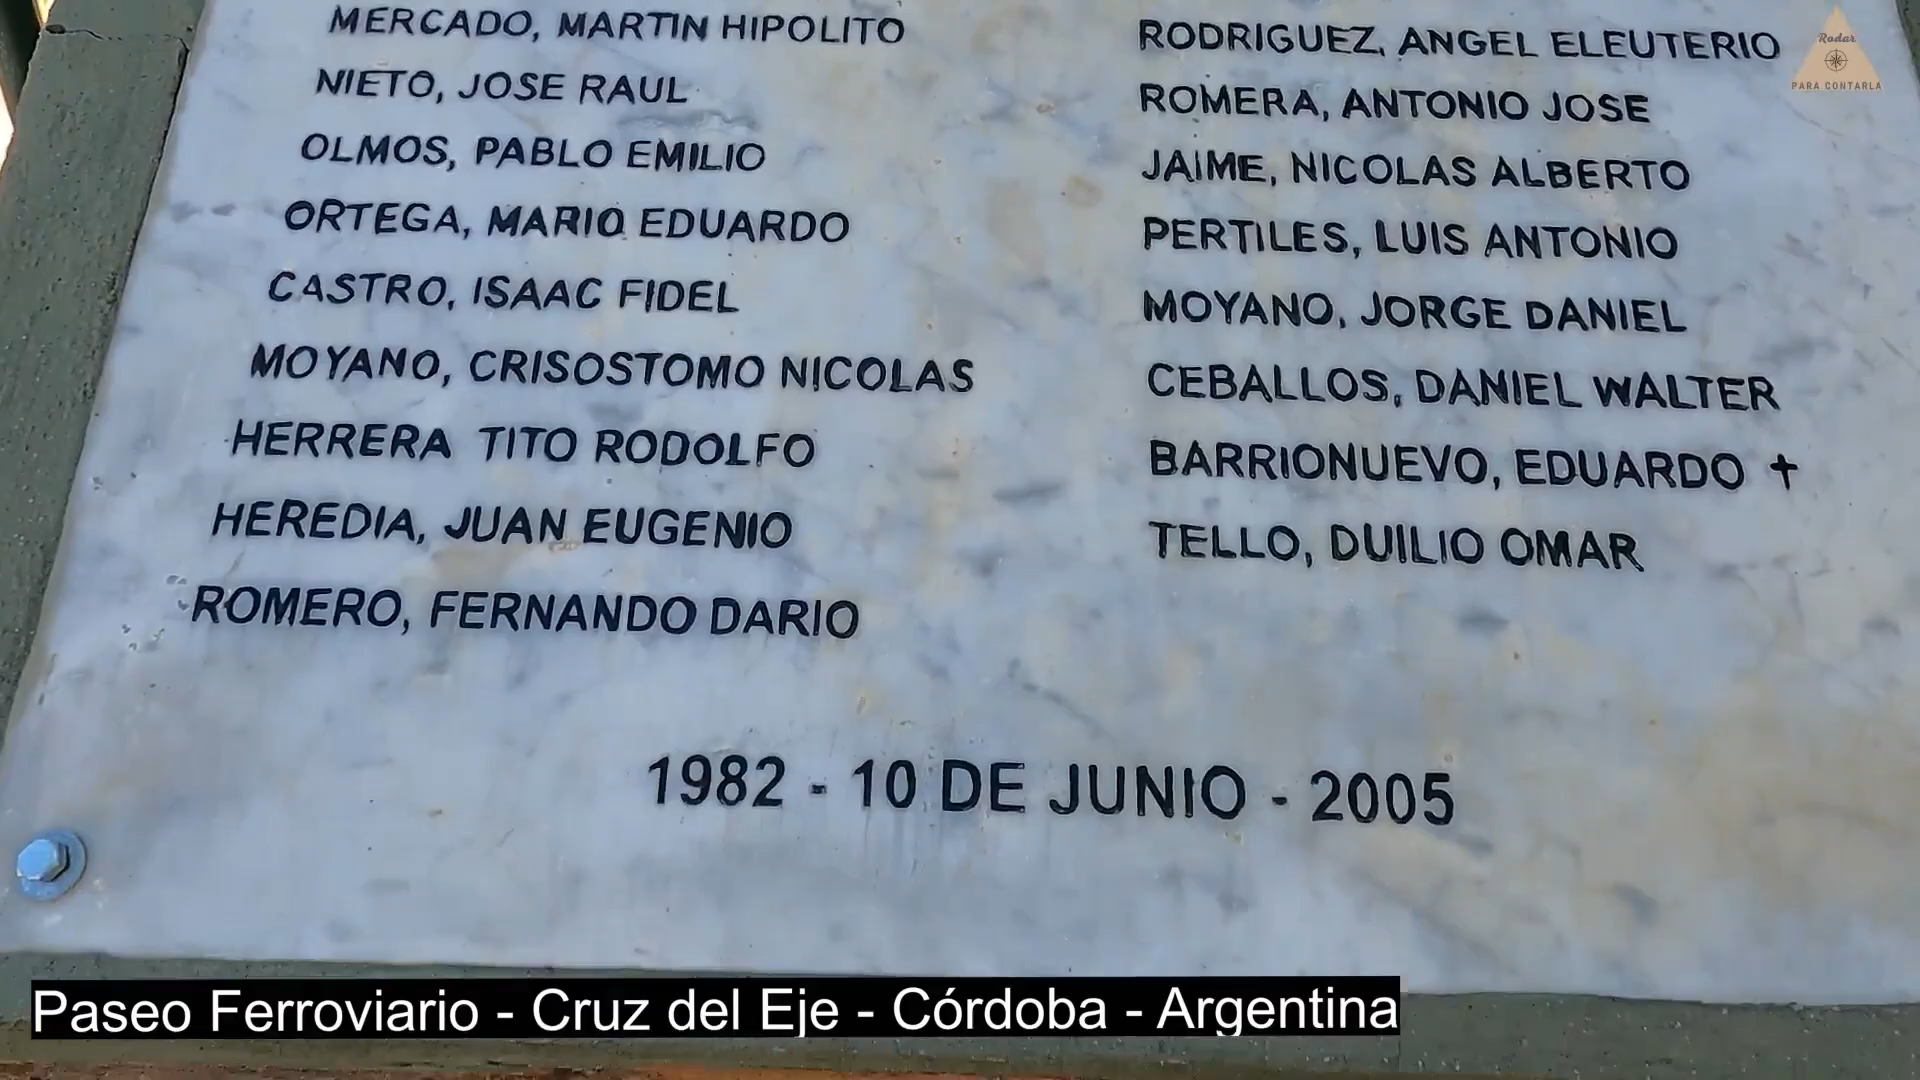 MERCADO, MARTIN HIPOLITO
NIETO, JOSE RAUL
OLMOS, PABLO EMILIO
ORTEGA, MARIO EDUARDO
CASTRO, ISAAC FIDEL
MOYANO, CRISOSTOMO NICOLAS
HERRERA TITO RODOLFO
HEREDIA, JUAN EUGENIO
ROMERO, FERNANDO DARIO
RODRIGUEZ, ANGEL ELEUTERIO
ROMERA, ANTONIO JOSE
JAIME, NICOLAS ALBERTO
PERTILES, LUIS ANTONIO
MOYANO, JORGE DANIEL
CEBALLOS, DANIEL WALTER
BARRIONUEVO, EDUARDO ✝
TELLO, DUILIO OMAR
1982 - 10 DE JUNIO - 2005
Rodar
PARA CONTARLA
Paseo Ferroviario - Cruz del Eje - Córdoba - Argentina